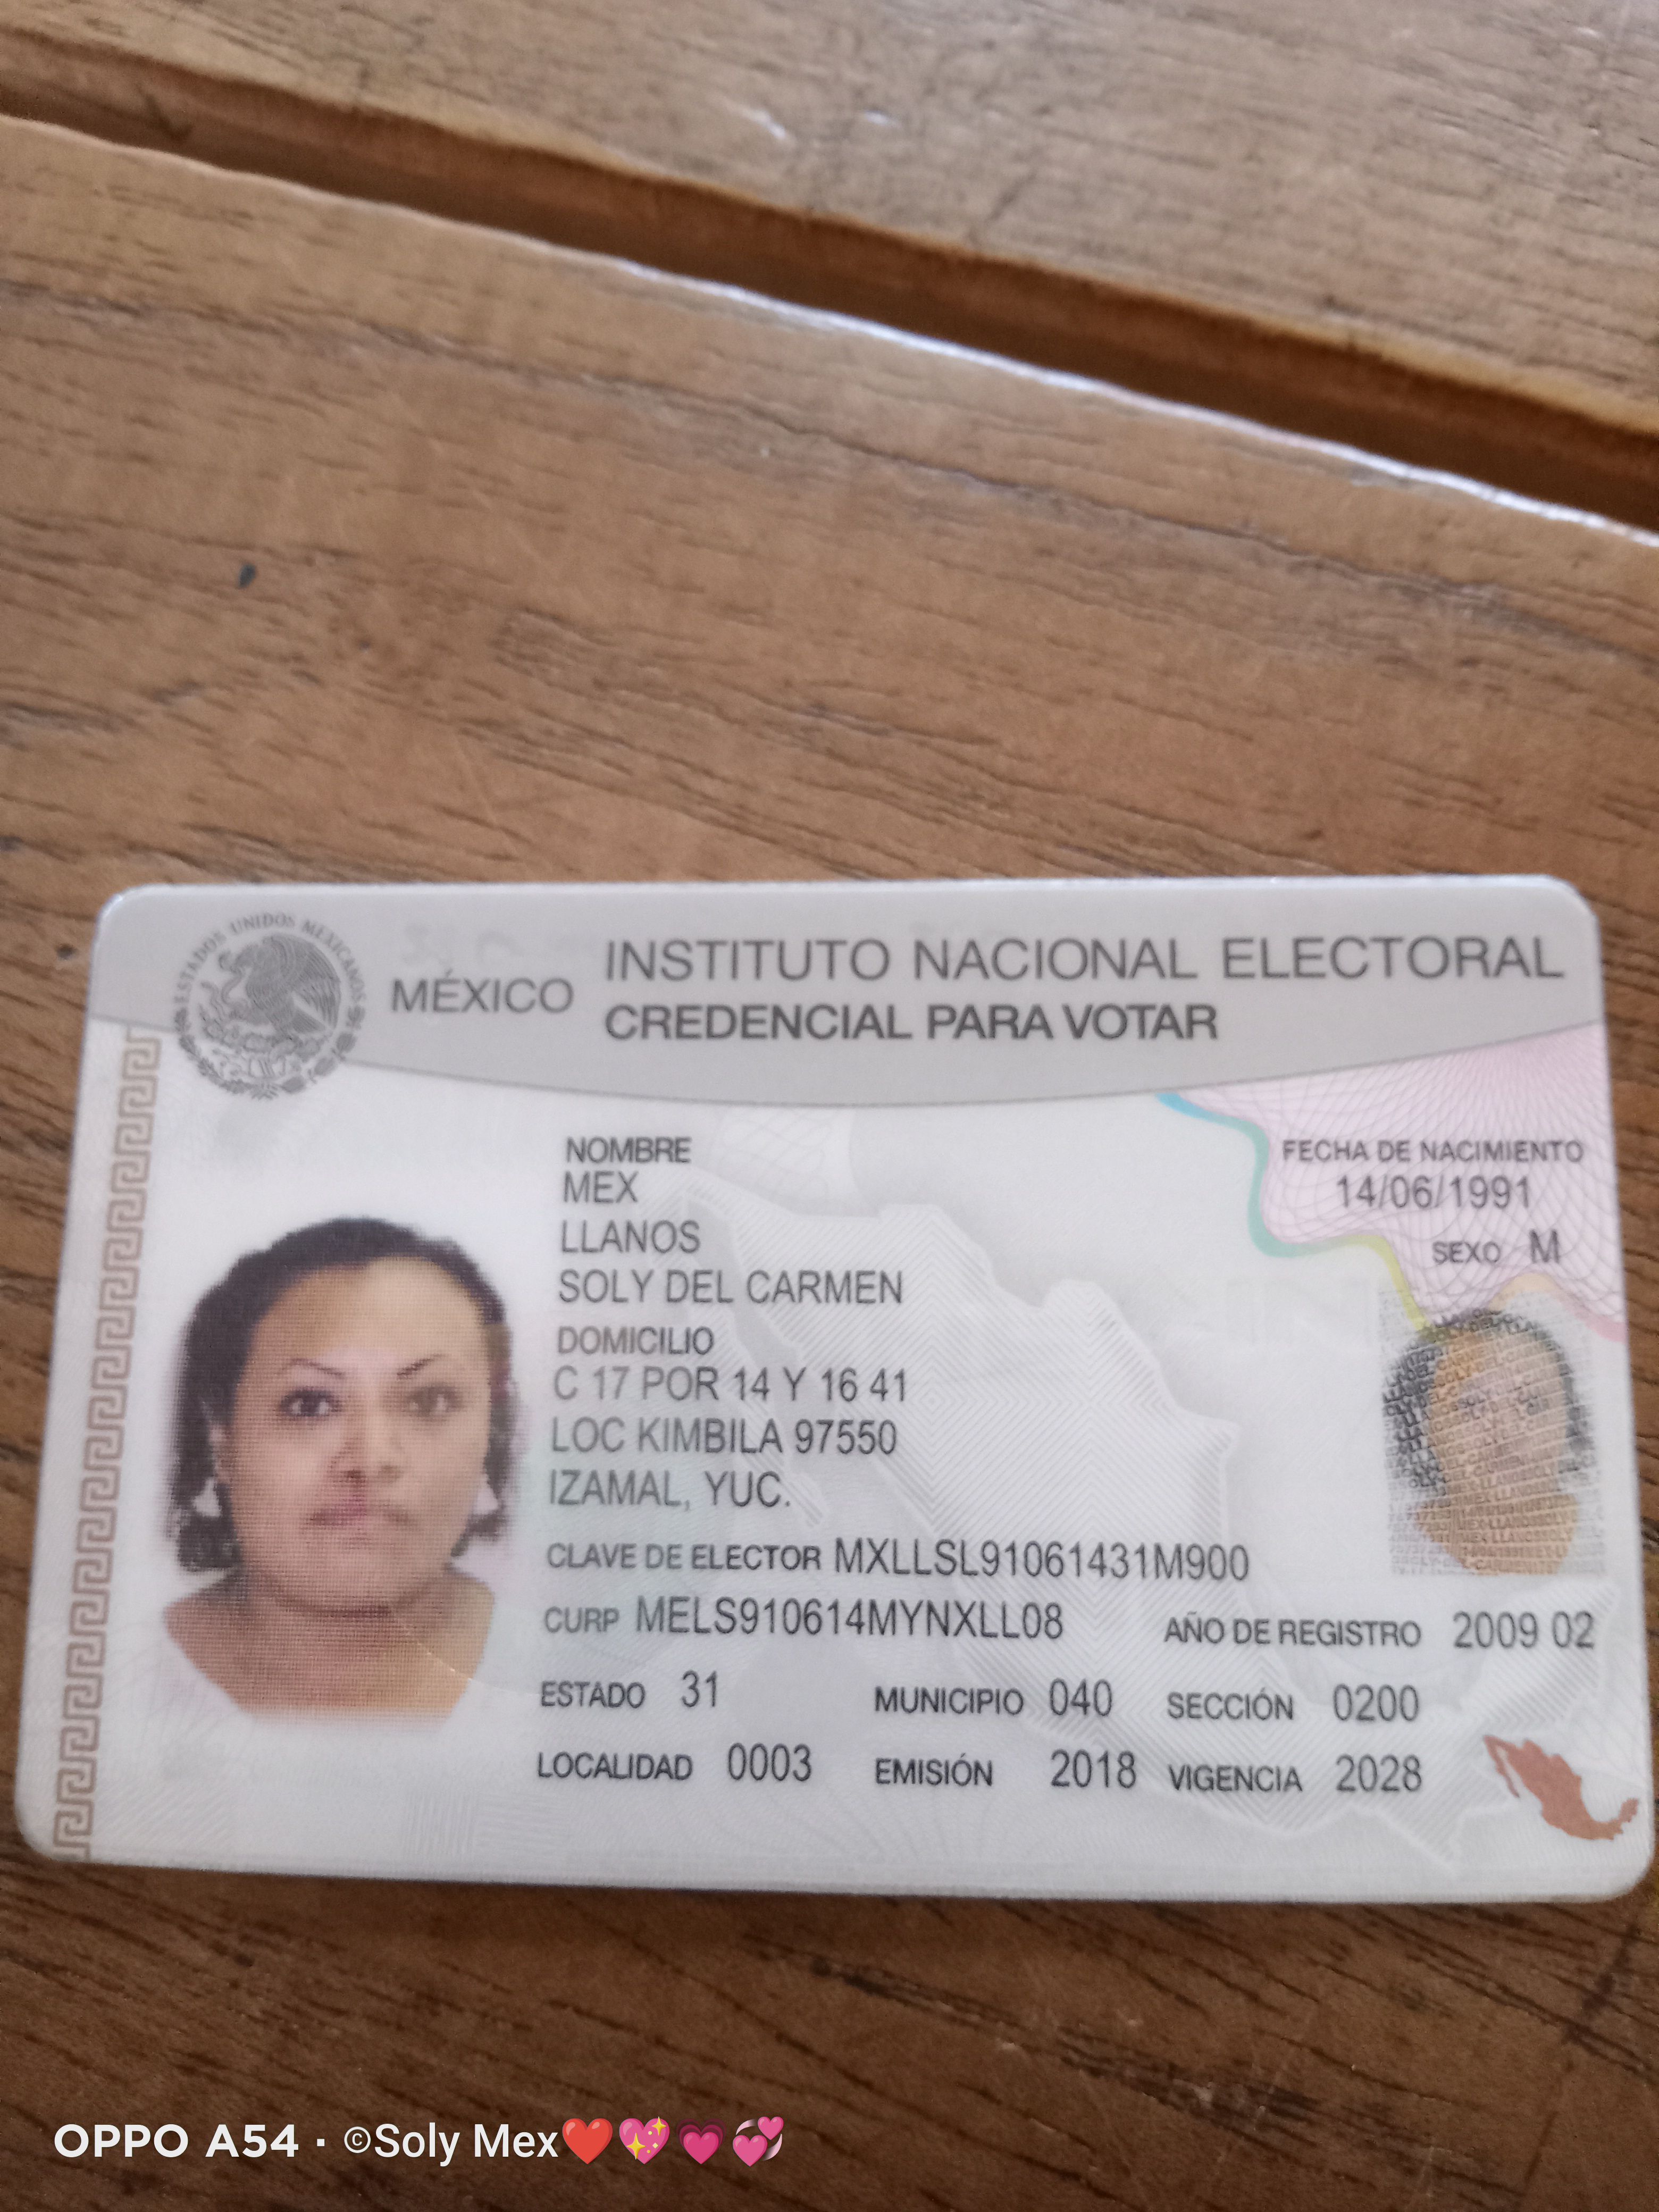 ESTADOS UNIDOS MEXICANOS
MÉXICO
INSTITUTO NACIONAL ELECTORAL
CREDENCIAL PARA VOTAR
NOMBRE
MEX
LLANOS
SOLY DEL CARMEN
FECHA DE NACIMIENTO
14/06/1991
SEXO M
DOMICILIO
C 17 POR 14 Y 16 41
LOC KIMBILA 97550
IZAMAL, YUC.
CLAVE DE ELECTOR MXLLSL91061431M900
CURP MELS910614MYNXLL08
AÑO DE REGISTRO 2009 02
ESTADO 31
MUNICIPIO 040
SECCIÓN 0200
LOCALIDAD 0003
EMISIÓN 2018
VIGENCIA 2028
OPPO A54 · ©Soly Mex❤️💖💗💞